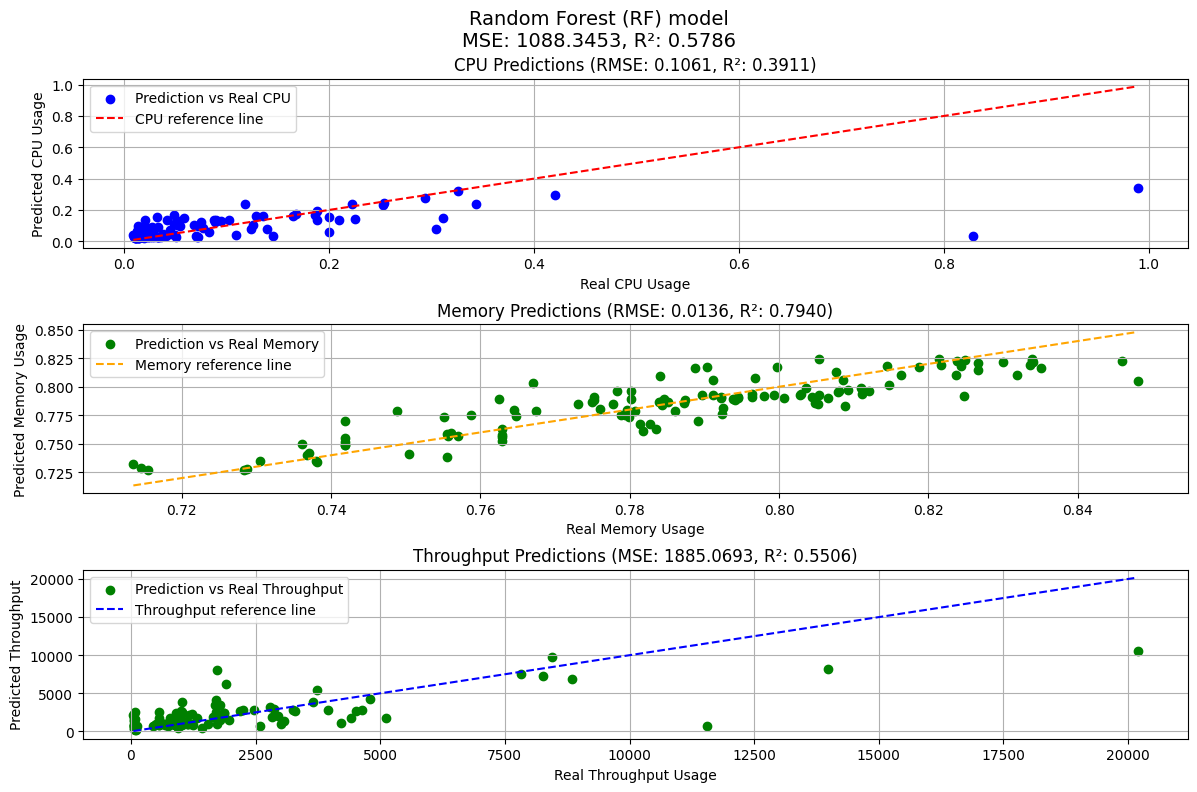 Random Forest (RF) model
MSE: 1088.3453, R²: 0.5786
CPU Predictions (RMSE: 0.1061, R²: 0.3911)
Predicted CPU Usage
1.0
0.8
0.6
0.4
0.2
0.0
Prediction vs Real CPU
CPU reference line
0.0 0.2 0.4 0.6 0.8 1.0
Real CPU Usage
Memory Predictions (RMSE: 0.0136, R²: 0.7940)
Predicted Memory Usage
0.850
0.825
0.800
0.775
0.750
0.725
Prediction vs Real Memory
Memory reference line
0.72 0.74 0.76 0.78 0.80 0.82 0.84
Real Memory Usage
Throughput Predictions (MSE: 1885.0693, R²: 0.5506)
Predicted Throughput
20000
15000
10000
5000
0
Prediction vs Real Throughput
Throughput reference line
0 2500 5000 7500 10000 12500 15000 17500 20000
Real Throughput Usage